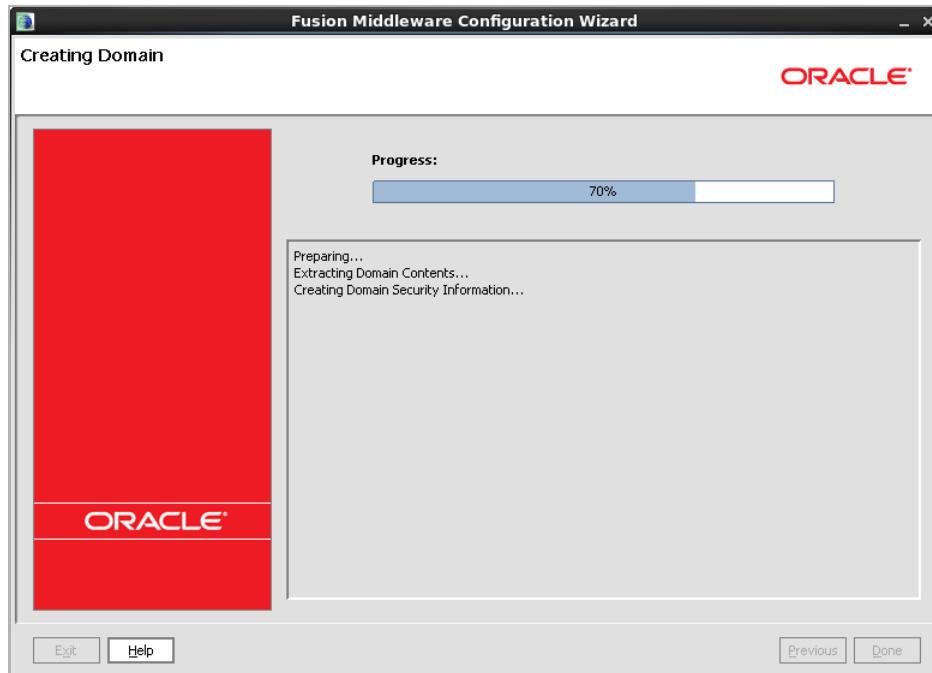 Fusion Middleware Configuration Wizard
Creating Domain
ORACLE
Progress:
70%
Preparing...
Extracting Domain Contents...
Creating Domain Security Information...
ORACLE
Exit Help Previous Done